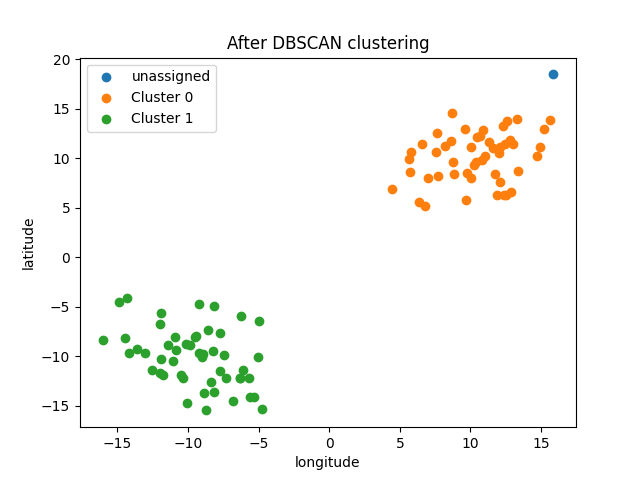 After DBSCAN clustering
unassigned
Cluster 0
Cluster 1
20
15
10
5
0
−5
−10
−15
latitude
−15 −10 −5 0 5 10 15
longitude